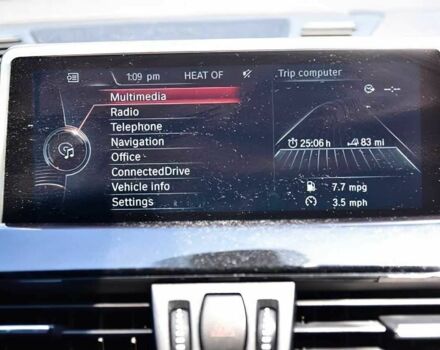 1:09 pm HEAT OF
Trip computer
--:--
Multimedia
Radio
Telephone
Navigation
Office
ConnectedDrive
Vehicle info
Settings
25:06 h 83 mi
7.7 mpg
3.5 mph